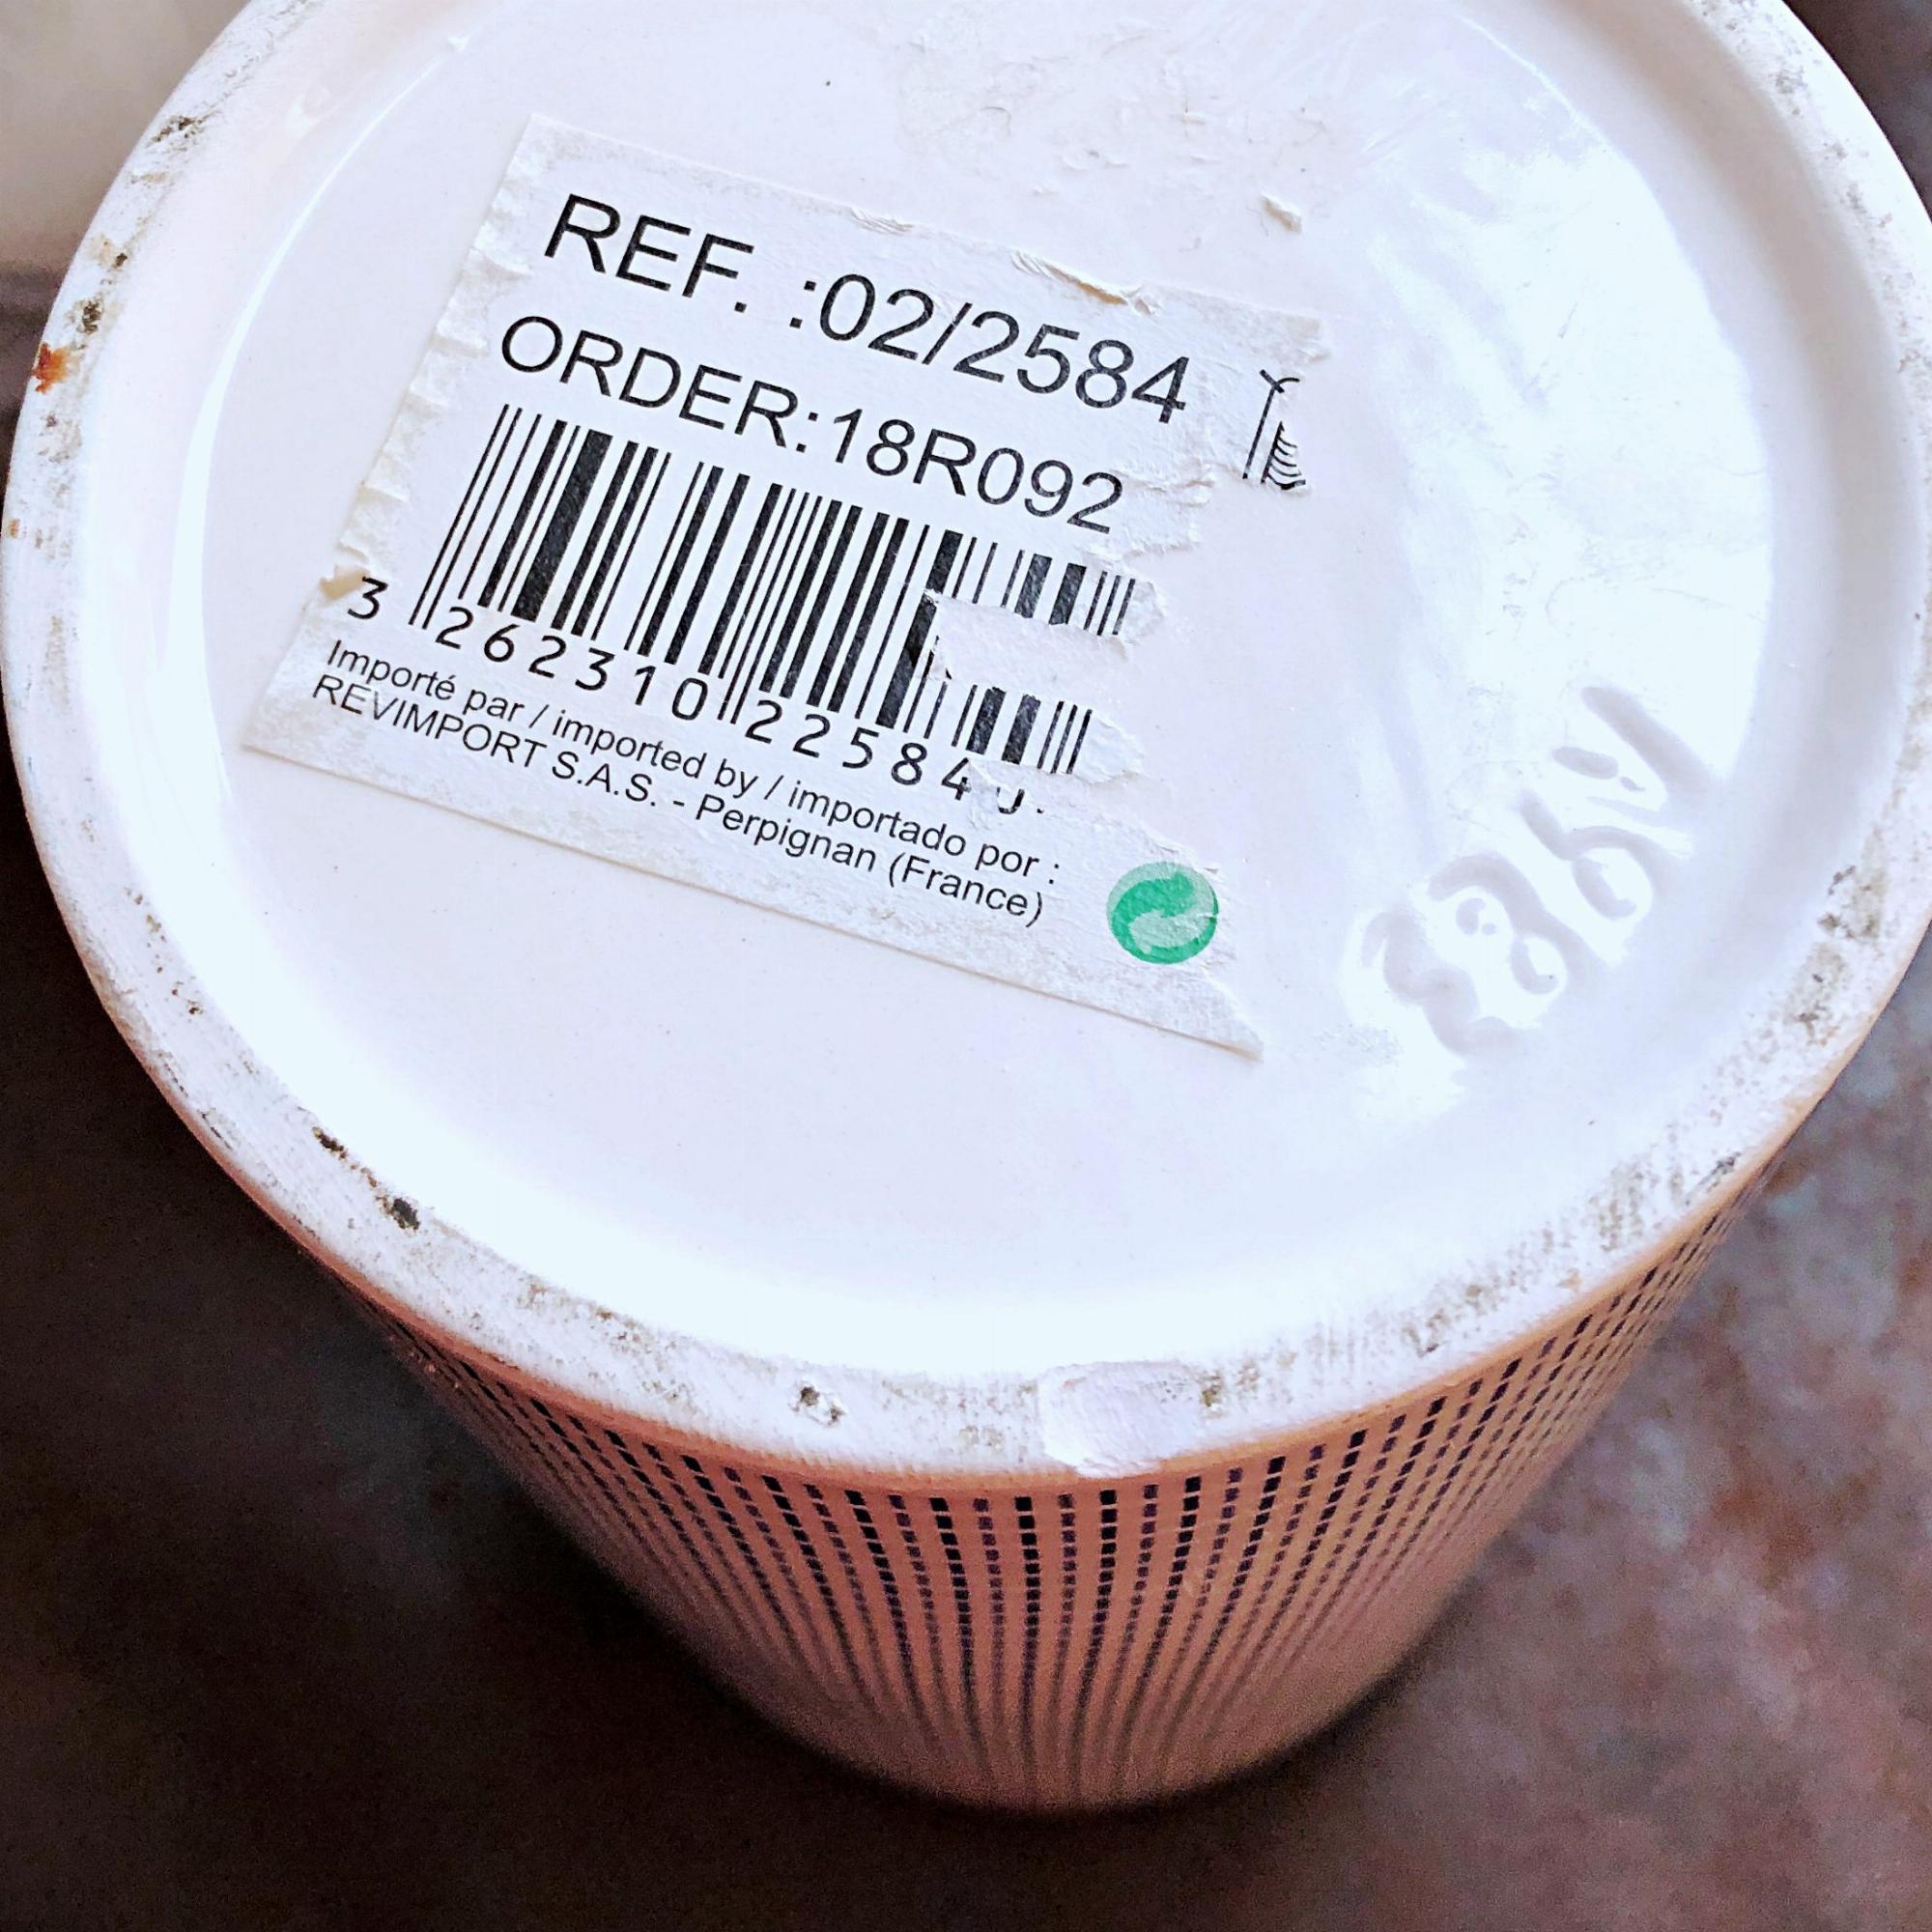 REF. :02/2584
ORDER:18R092
3 262310 22584
Importé par / imported by / importado por :
REVIMPORT S.A.S. - Perpignan (France)